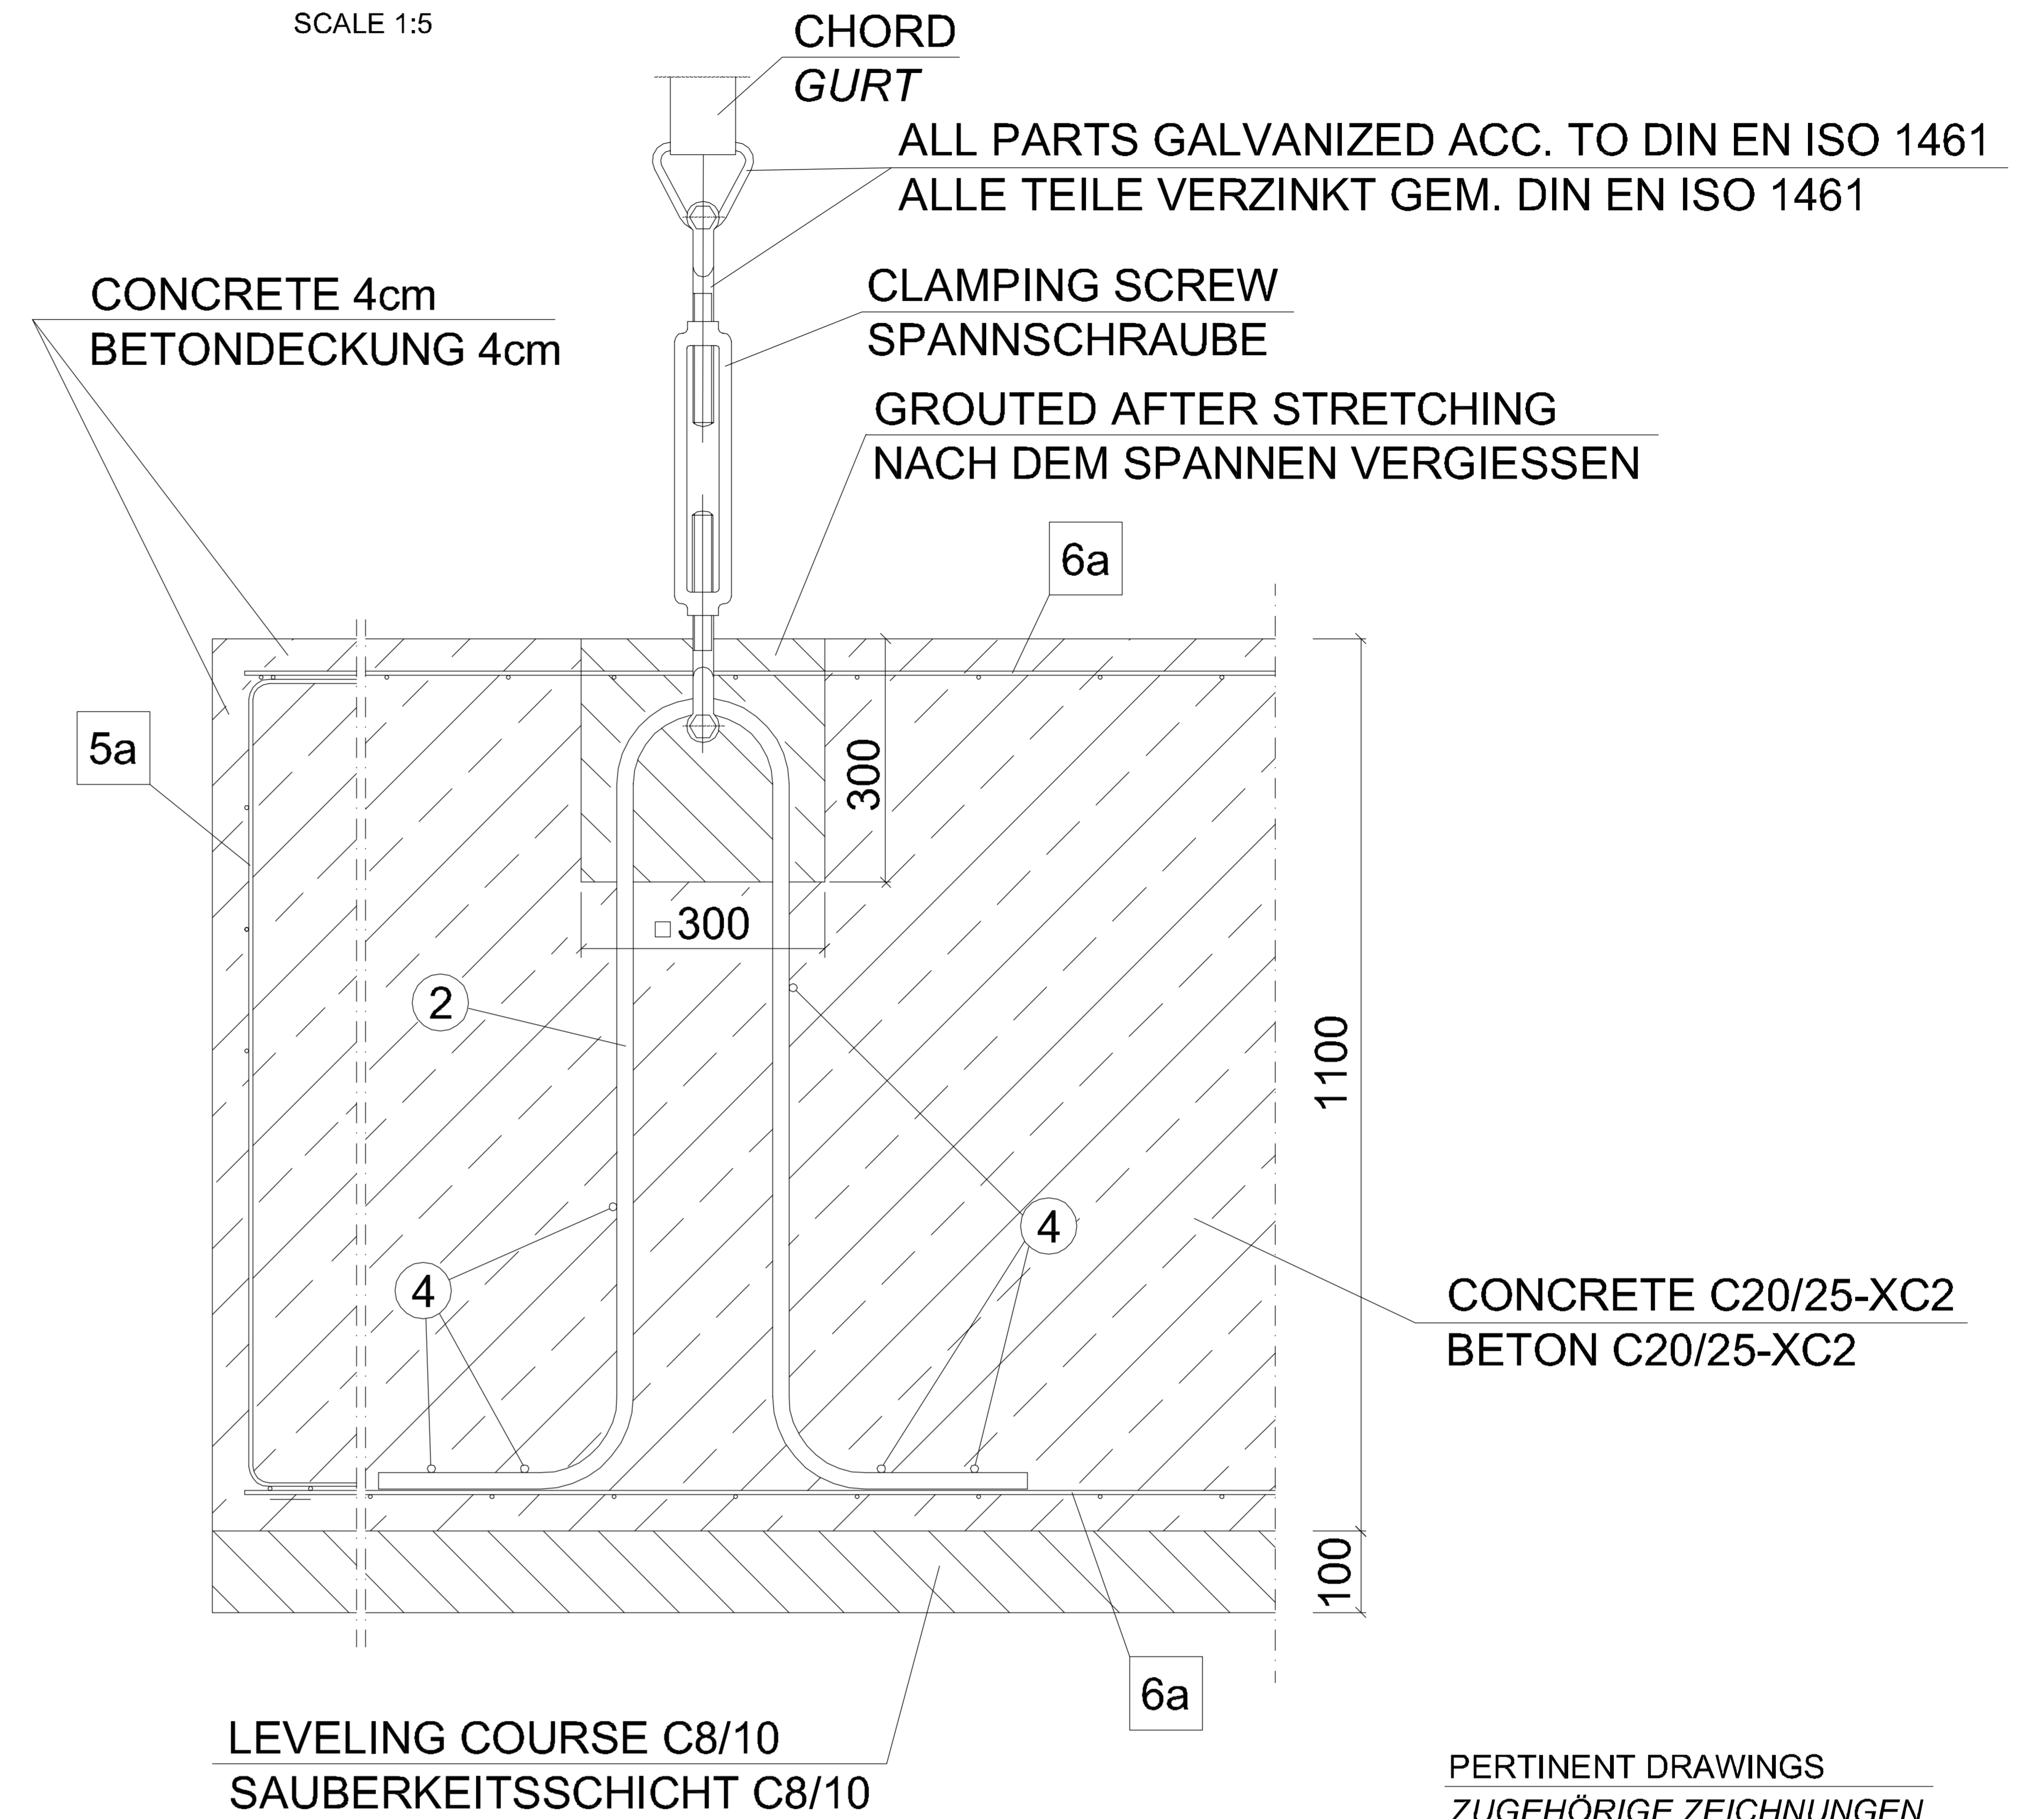 SCALE 1:5
CHORD
GURT
ALL PARTS GALVANIZED ACC. TO DIN EN ISO 1461
ALLE TEILE VERZINKT GEM. DIN EN ISO 1461
CONCRETE 4cm
BETONDECKUNG 4cm
CLAMPING SCREW
SPANNSCHRAUBE
GROUTED AFTER STRETCHING
NACH DEM SPANNEN VERGIESSEN
6a
5a
300
□300
2
1100
4
4
CONCRETE C20/25-XC2
BETON C20/25-XC2
100
6a
LEVELING COURSE C8/10
SAUBERKEITSSCHICHT C8/10
PERTINENT DRAWINGS
ZUGEHÖRIGE ZEICHNUNGEN